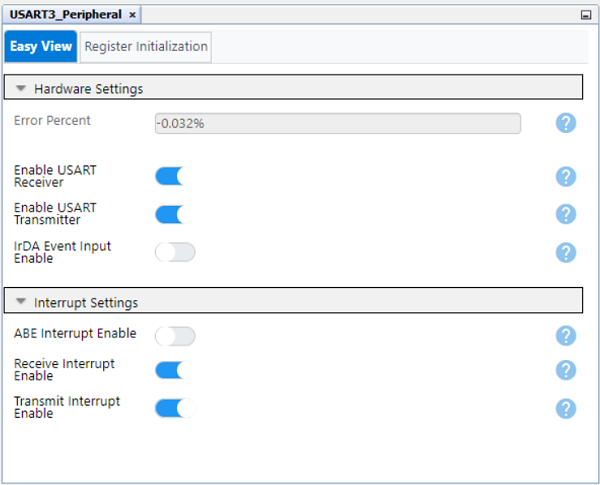 USART3_Peripheral ×
Easy View
Register Initialization
Hardware Settings
Error Percent
-0.032%
?
Enable USART
Receiver
?
Enable USART
Transmitter
?
IrDA Event Input
Enable
?
Interrupt Settings
ABE Interrupt Enable
?
Receive Interrupt
Enable
?
Transmit Interrupt
Enable
?